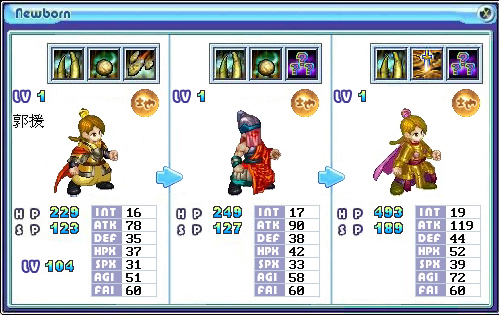 Newborn
LV 1
郭援
HP 229
SP 123
LV 104
INT 16
ATK 78
DEF 35
HPX 37
SPX 31
AGI 51
FAI 60
LV 1
HP 249
SP 127
INT 17
ATK 90
DEF 38
HPX 42
SPX 33
AGI 58
FAI 60
LV 1
HP 493
SP 189
INT 19
ATK 119
DEF 44
HPX 52
SPX 39
AGI 72
FAI 60